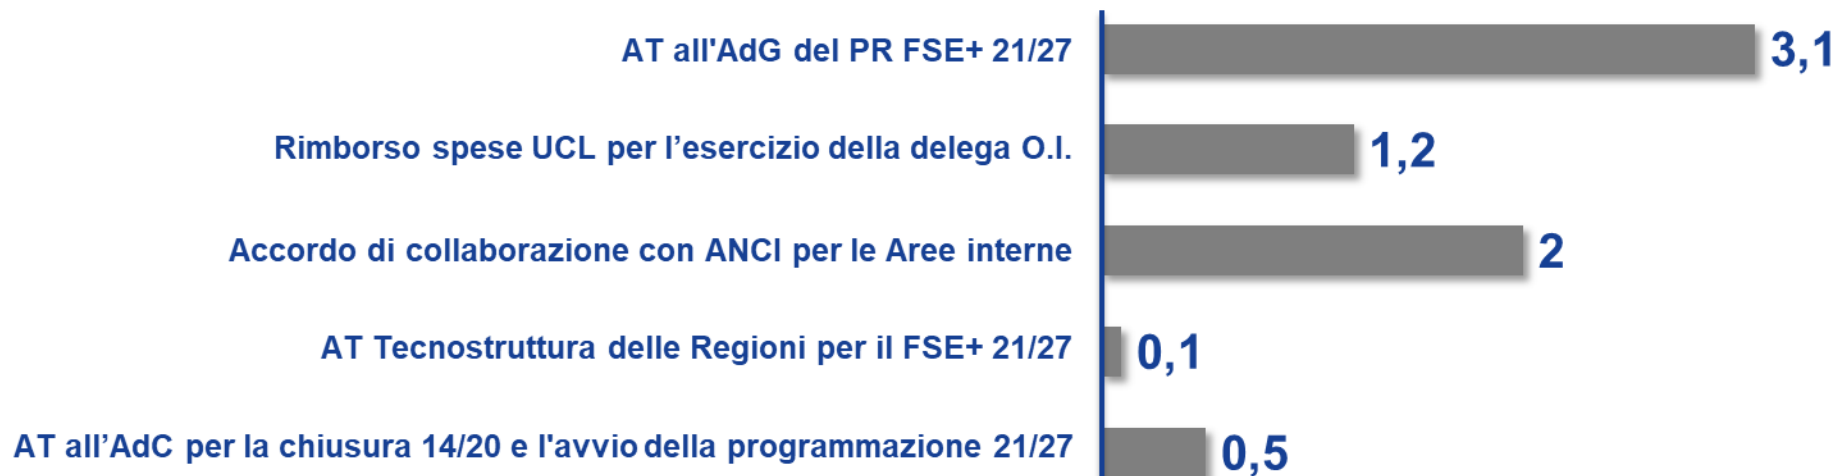 AT all'AdG del PR FSE+ 21/27 3,1
Rimborso spese UCL per l’esercizio della delega O.I. 1,2
Accordo di collaborazione con ANCI per le Aree interne 2
AT Tecnostruttura delle Regioni per il FSE+ 21/27 0,1
AT all’AdC per la chiusura 14/20 e l'avvio della programmazione 21/27 0,5